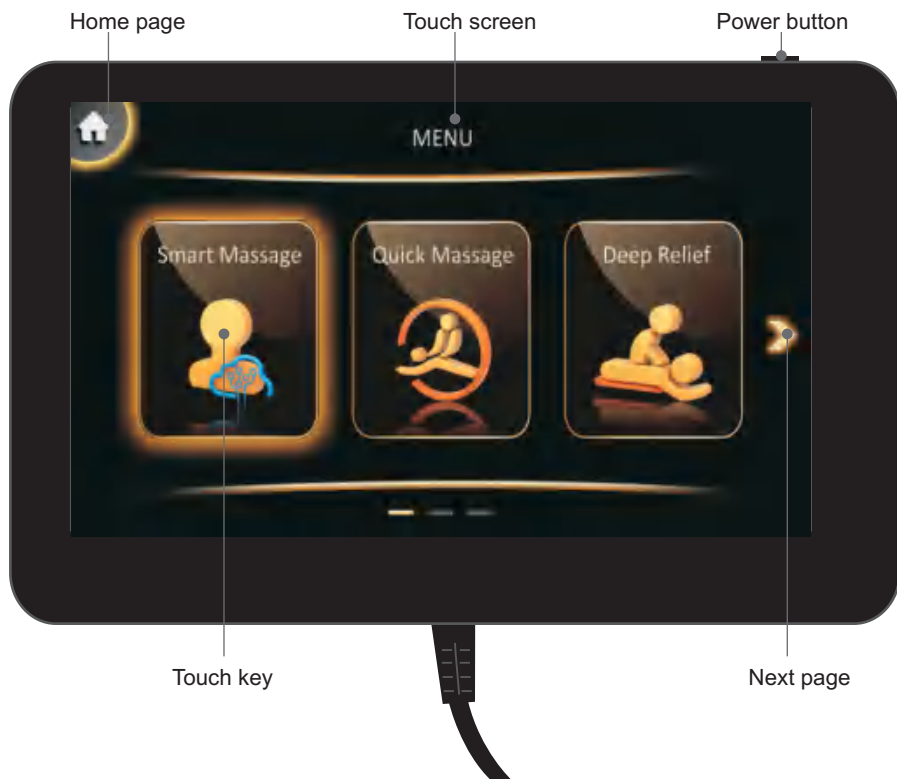 Home page
Touch screen
Power button
MENU
Smart Massage
Quick Massage
Deep Relief
Touch key
Next page